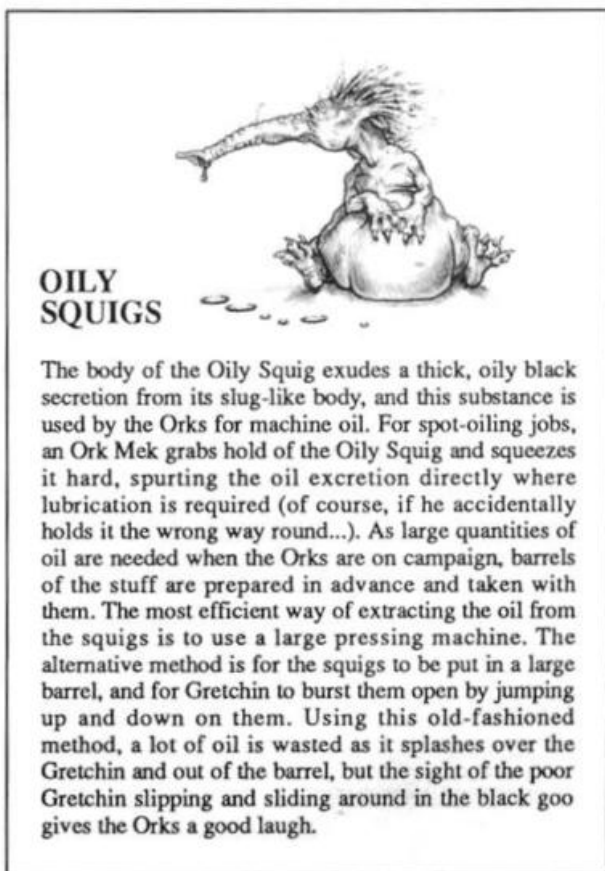 OILY
SQUIGS
The body of the Oily Squig exudes a thick, oily black
secretion from its slug-like body, and this substance is
used by the Orks for machine oil. For spot-oiling jobs,
an Ork Mek grabs hold of the Oily Squig and squeezes
it hard, spurting the oil excretion directly where
lubrication is required (of course, if he accidentally
holds it the wrong way round...). As large quantities of
oil are needed when the Orks are on campaign, barrels
of the stuff are prepared in advance and taken with
them. The most efficient way of extracting the oil from
the squigs is to use a large pressing machine. The
alternative method is for the squigs to be put in a large
barrel, and for Gretchin to burst them open by jumping
up and down on them. Using this old-fashioned
method, a lot of oil is wasted as it splashes over the
Gretchin and out of the barrel, but the sight of the poor
Gretchin slipping and sliding around in the black goo
gives the Orks a good laugh.